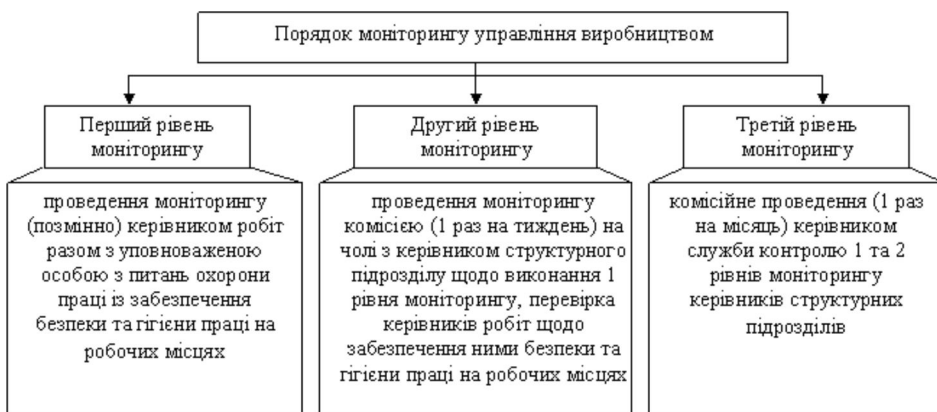 Порядок моніторингу управління виробництвом
Перший рівень
моніторингу
проведення моніторингу
(позмінно) керівником робіт
разом з уповноваженою
особою з питань охорони
праці із забезпечення
безпеки та гігієни праці на
робочих місцях
Другий рівень
моніторингу
проведення моніторингу
комісією (1 раз на тиждень) на
чолі з керівником структурного
підрозділу щодо виконання 1
рівня моніторингу, перевірка
керівників робіт щодо
забезпечення ними безпеки та
гігієни праці на робочих місцях
Третій рівень
моніторингу
комісійне проведення (1 раз
на місяць) керівником
служби контролю 1 та 2
рівнів моніторингу
керівників структурних
підрозділів